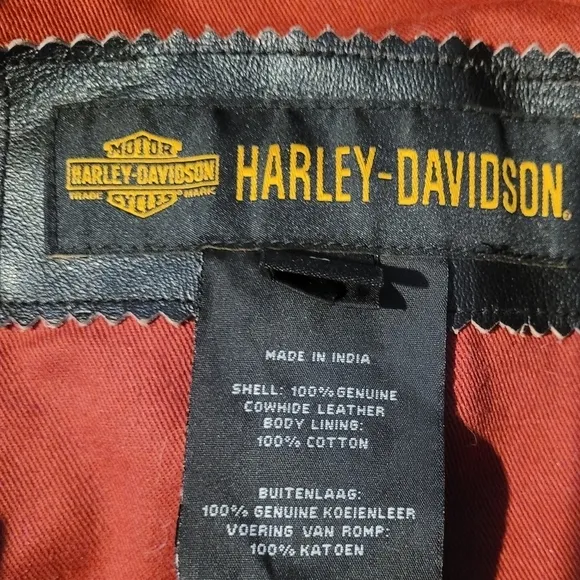 MOTOR
HARLEY-DAVIDSON
TRADE MARK
CYCLES
HARLEY-DAVIDSON®
MADE IN INDIA
SHELL: 100% GENUINE
COWHIDE LEATHER
BODY LINING:
100% COTTON
BUITENLAAG:
100% GENUINE KOEIENLEER
VOERING VAN ROMP:
100% KATOEN